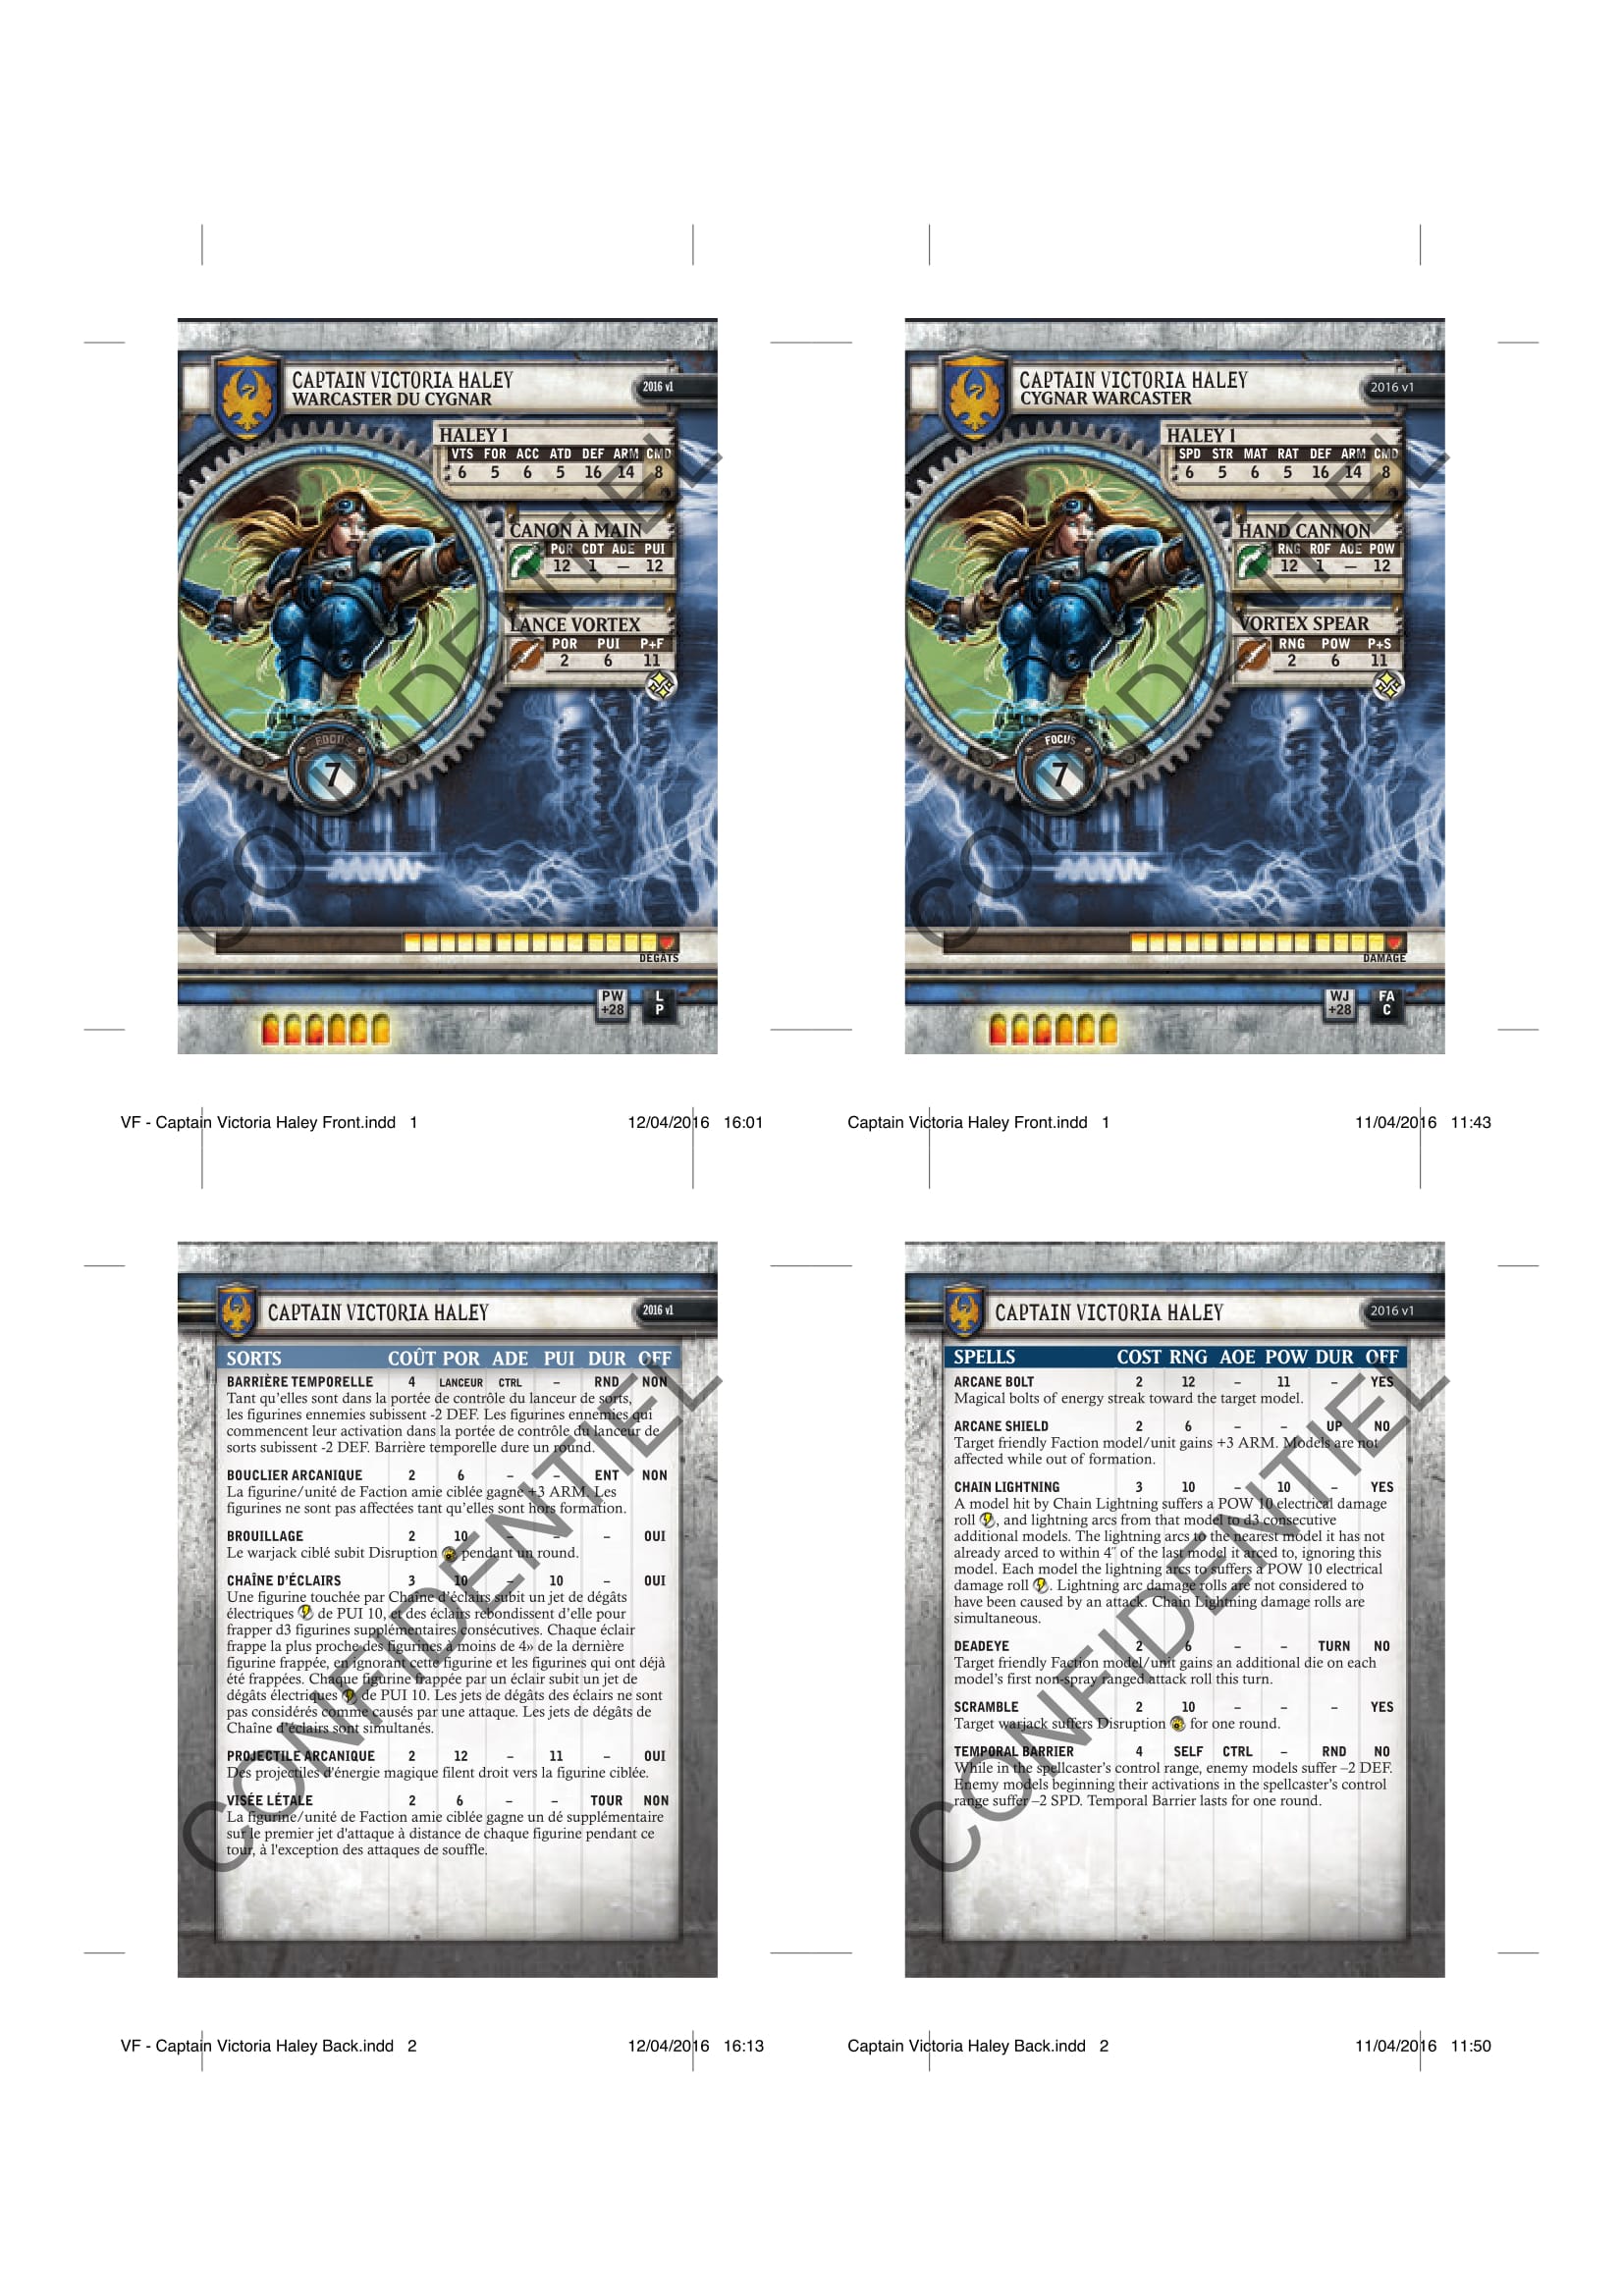 CAPTAIN VICTORIA HALEY
WARCASTER DU CYGNAR
2016 v1
HALEY 1
VTS FOR ACC ATD DEF ARM CMD
6 5 6 5 16 14 8
CANON À MAIN
POR CDT ADE PUI
12 1 — 12
LANCE VORTEX
POR PUI P+F
2 6 11
FOCUS
7
DÉGÂTS
PW
+28
L
P
CONFIDENTIEL
VF - Captain Victoria Haley Front.indd 1
12/04/2016 16:01
CAPTAIN VICTORIA HALEY
CYGNAR WARCASTER
2016 v1
HALEY 1
SPD STR MAT RAT DEF ARM CMD
6 5 6 5 16 14 8
HAND CANNON
RNG ROF AOE POW
12 1 — 12
VORTEX SPEAR
RNG POW P+S
2 6 11
FOCUS
7
DAMAGE
WJ
+28
FA
C
CONFIDENTIEL
Captain Victoria Haley Front.indd 1
11/04/2016 11:43
CAPTAIN VICTORIA HALEY
2016 v1
SORTS COÛT POR ADE PUI DUR OFF
BARRIÈRE TEMPORELLE 4 LANCEUR CTRL – RND NON
Tant qu'elles sont dans la portée de contrôle du lanceur de sorts,
les figurines ennemies subissent -2 DEF. Les figurines ennemies qui
commencent leur activation dans la portée de contrôle du lanceur de
sorts subissent -2 DEF. Barrière temporelle dure un round.
BOUCLIER ARCANIQUE 2 6 – – ENT NON
La figurine/unité de Faction amie ciblée gagne +3 ARM. Les
figurines ne sont pas affectées tant qu'elles sont hors formation.
BROUILLAGE 2 10 – – – OUI
Le warjack ciblé subit Disruption pendant un round.
CHAÎNE D'ÉCLAIRS 3 10 – 10 – OUI
Une figurine touchée par Chaîne d'éclairs subit un jet de dégâts
électriques de PUI 10, et des éclairs rebondissent d'elle pour
frapper d3 figurines supplémentaires consécutives. Chaque éclair
frappe la plus proche des figurines à moins de 4» de la dernière
figurine frappée, en ignorant cette figurine et les figurines qui ont déjà
été frappées. Chaque figurine frappée par un éclair subit un jet de
dégâts électriques de PUI 10. Les jets de dégâts des éclairs ne sont
pas considérés comme causés par une attaque. Les jets de dégâts de
Chaîne d'éclairs sont simultanés.
PROJECTILE ARCANIQUE 2 12 – 11 – OUI
Des projectiles d'énergie magique filent droit vers la figurine ciblée.
VISÉE LÉTALE 2 6 – – TOUR NON
La figurine/unité de Faction amie ciblée gagne un dé supplémentaire
sur le premier jet d'attaque à distance de chaque figurine pendant ce
tour, à l'exception des attaques de souffle.
CONFIDENTIEL
VF - Captain Victoria Haley Back.indd 2
12/04/2016 16:13
CAPTAIN VICTORIA HALEY
2016 v1
SPELLS COST RNG AOE POW DUR OFF
ARCANE BOLT 2 12 – 11 – YES
Magical bolts of energy streak toward the target model.
ARCANE SHIELD 2 6 – – UP NO
Target friendly Faction model/unit gains +3 ARM. Models are not
affected while out of formation.
CHAIN LIGHTNING 3 10 – 10 – YES
A model hit by Chain Lightning suffers a POW 10 electrical damage
roll , and lightning arcs from that model to d3 consecutive
additional models. The lightning arcs to the nearest model it has not
already arced to within 4˝ of the last model it arced to, ignoring this
model. Each model the lightning arcs to suffers a POW 10 electrical
damage roll . Lightning arc damage rolls are not considered to
have been caused by an attack. Chain Lightning damage rolls are
simultaneous.
DEADEYE 2 6 – – TURN NO
Target friendly Faction model/unit gains an additional die on each
model's first non-spray ranged attack roll this turn.
SCRAMBLE 2 10 – – – YES
Target warjack suffers Disruption for one round.
TEMPORAL BARRIER 4 SELF CTRL – RND NO
While in the spellcaster's control range, enemy models suffer –2 DEF.
Enemy models beginning their activations in the spellcaster's control
range suffer –2 SPD. Temporal Barrier lasts for one round.
CONFIDENTIEL
Captain Victoria Haley Back.indd 2
11/04/2016 11:50